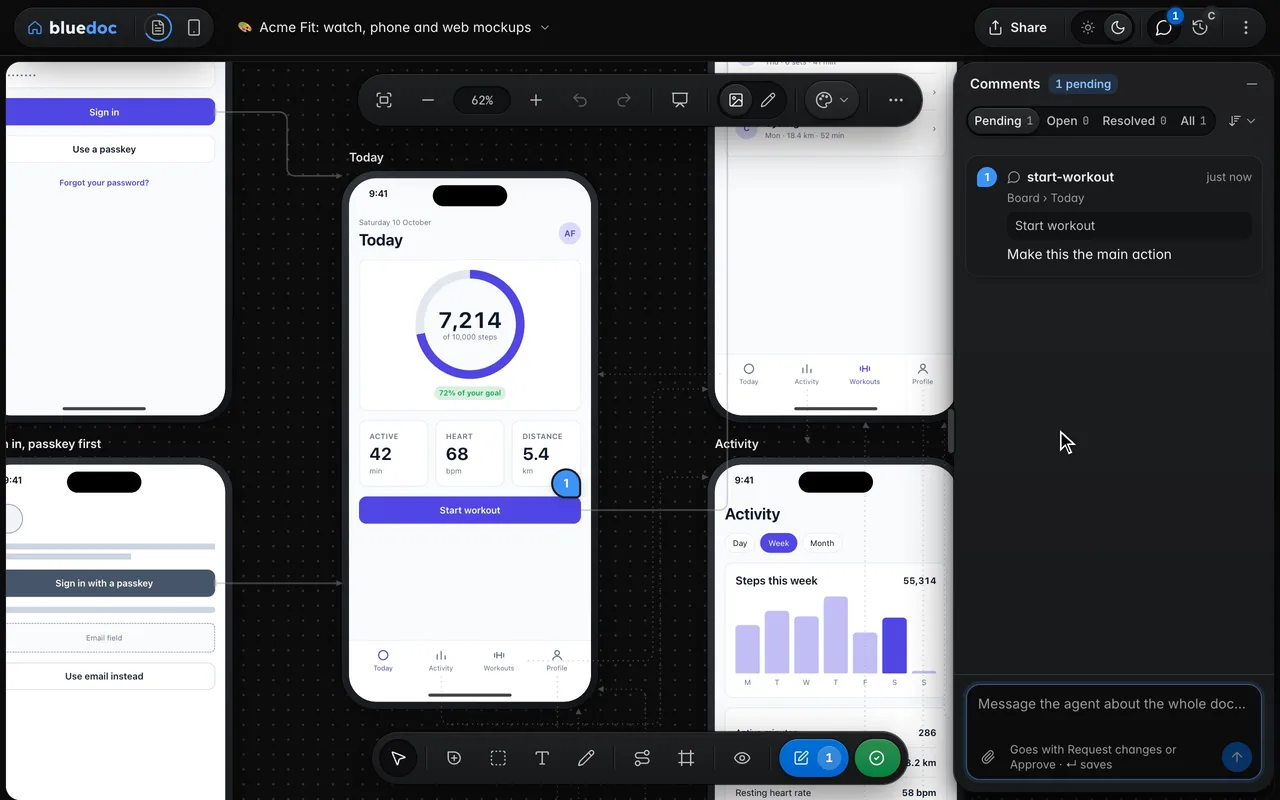 bluedoc
Acme Fit: watch, phone and web mockups
Share
1
C
Sign in
Use a passkey
Forgot your password?
62%
Mon · 18.4 km · 52 min
Today
Activity
Workouts
Profile
Today
9:41
Saturday 10 October
Today
AF
7,214
of 10,000 steps
72% of your goal
ACTIVE
42
min
HEART
68
bpm
DISTANCE
5.4
km
1
Start workout
Today
Activity
Workouts
Profile
n in, passkey first
9:41
Sign in with a passkey
Email field
Use email instead
Activity
9:41
Activity
Day
Week
Month
Steps this week
55,314
M T W T F S S
286
3.2 km
Resting heart rate
58 bpm
1
Comments
1 pending
Pending 1
Open 0
Resolved 0
All 1
1
start-workout
just now
Board › Today
Start workout
Make this the main action
Message the agent about the whole doc...
Goes with Request changes or
Approve · ↵ saves